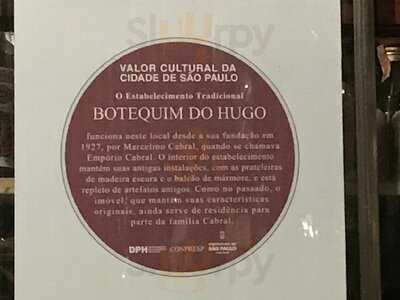 Slurrpy
VALOR CULTURAL DA
CIDADE DE SÃO PAULO
O Estabelecimento Tradicional
BOTEQUIM DO HUGO
funciona neste local desde a sua fundação em
1927, por Marcelino Cabral, quando se chamava
Empório Cabral. O interior do estabelecimento
mantém suas antigas instalações, com as prateleiras
de madeira escura e o balcão de mármore, e está
repleto de artefatos antigos. Como no passado, o
imóvel, que mantém suas características
originais, ainda serve de residência para
parte da família Cabral.
DPH CONPRESP SÃO PAULO
Slurrpy